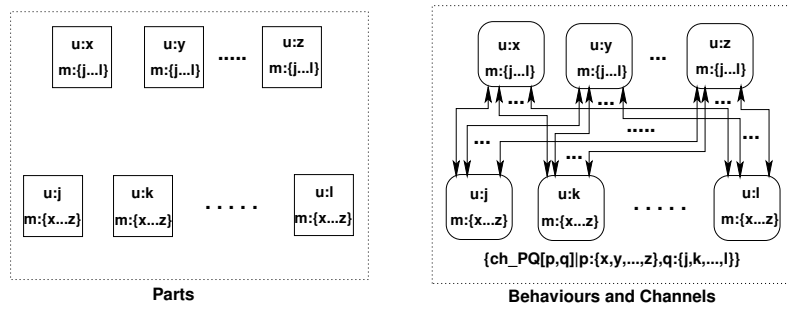 u:x u:y ..... u:z
m:{j...l} m:{j...l} m:{j...l}
u:j u:k . . . . . u:l
m:{x...z} m:{x...z} m:{x...z}
Parts
u:x u:y ... u:z
m:{j...l} m:{j...l} m:{j...l}
... ... ...
... ..... ...
...
u:j u:k . . . . . u:l
m:{x...z} m:{x...z} m:{x...z}
{ch_PQ[p,q]|p:{x,y,...,z},q:{j,k,...,l}}
Behaviours and Channels